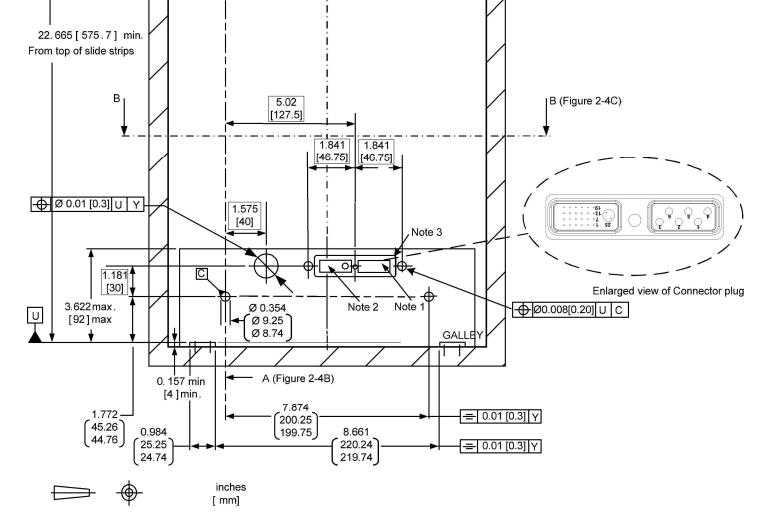 22.665 [ 575.7 ] min.
From top of slide strips
B
B (Figure 2-4C)
5.02
[127.5]
1.841
[46.75]
1.841
[46.75]
Ø 0.01 [0.3] U Y
1.575
[40]
Note 3
C
1.181
[30]
3.622 max.
[92] max
Ø 0.354
Ø 9.25
Ø 8.74
Note 2
Note 1
Enlarged view of Connector plug
Ø0.008[0.20] U C
U
GALLEY
0.157 min
[4] min.
A (Figure 2-4B)
1.772
45.26
44.76
0.984
25.25
24.74
7.874
200.25
199.75
8.661
220.24
219.74
0.01 [0.3] Y
0.01 [0.3] Y
inches
[ mm]